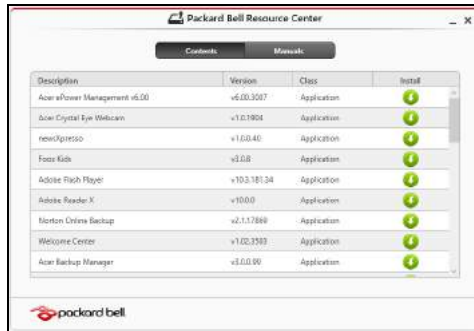 Packard Bell Resource Center
Contents Manuals
Description Version Class Install
Acer ePower Management v6.00 v6.00.3007 Application
Acer Crystal Eye Webcam v1.0.1904 Application
newsXpresso v1.0.0.40 Application
Fooz Kids v3.0.8 Application
Adobe Flash Player v10.3.181.34 Application
Adobe Reader X v10.0.0 Application
Norton Online Backup v2.1.17869 Application
Welcome Center v1.02.3503 Application
Acer Backup Manager v3.0.0.99 Application
packard bell